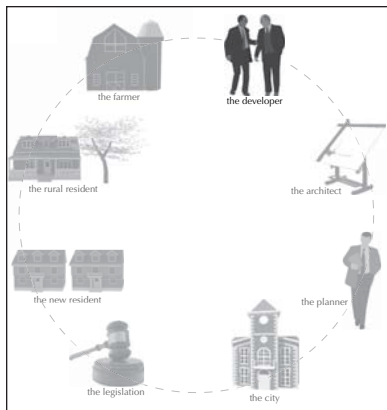 the farmer
the developer
the rural resident
the architect
the new resident
the planner
the legislation
the city